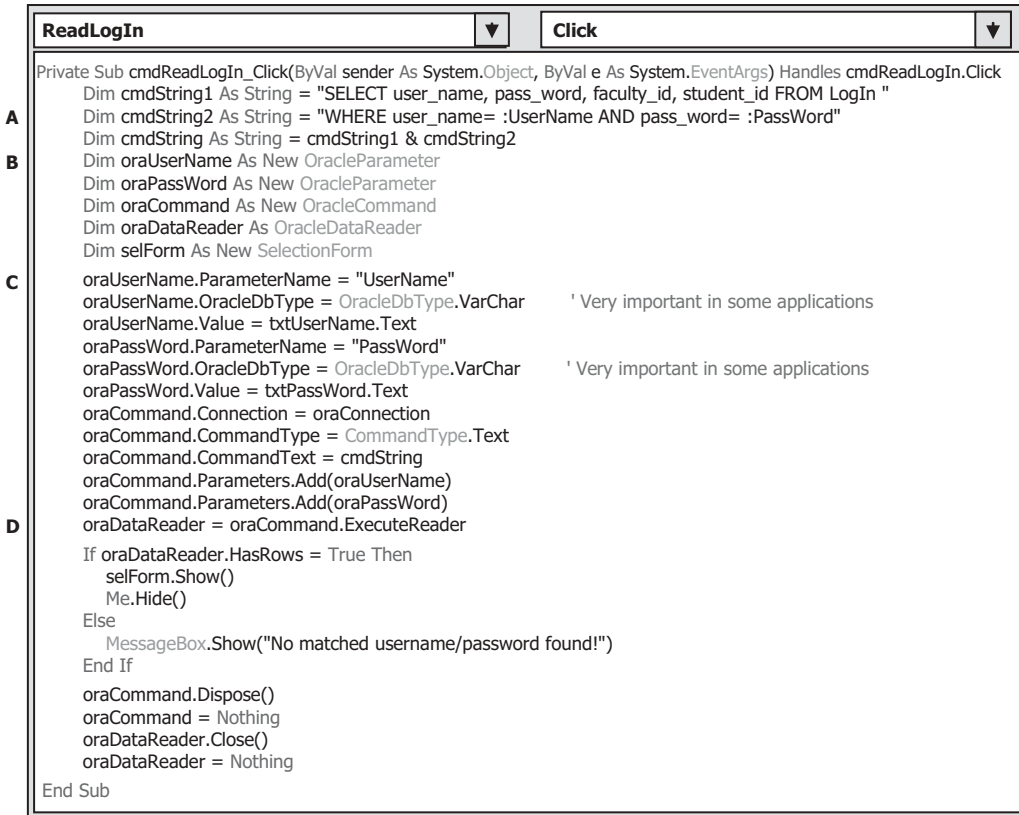 ReadLogIn Click
Private Sub cmdReadLogIn_Click(ByVal sender As System.Object, ByVal e As System.EventArgs) Handles cmdReadLogIn.Click
Dim cmdString1 As String = "SELECT user_name, pass_word, faculty_id, student_id FROM LogIn "
A Dim cmdString2 As String = "WHERE user_name= :UserName AND pass_word= :PassWord"
Dim cmdString As String = cmdString1 & cmdString2
B Dim oraUserName As New OracleParameter
Dim oraPassWord As New OracleParameter
Dim oraCommand As New OracleCommand
Dim oraDataReader As OracleDataReader
Dim selForm As New SelectionForm
C oraUserName.ParameterName = "UserName"
oraUserName.OracleDbType = OracleDbType.VarChar ' Very important in some applications
oraUserName.Value = txtUserName.Text
oraPassWord.ParameterName = "PassWord"
oraPassWord.OracleDbType = OracleDbType.VarChar ' Very important in some applications
oraPassWord.Value = txtPassWord.Text
oraCommand.Connection = oraConnection
oraCommand.CommandType = CommandType.Text
oraCommand.CommandText = cmdString
oraCommand.Parameters.Add(oraUserName)
oraCommand.Parameters.Add(oraPassWord)
D oraDataReader = oraCommand.ExecuteReader
If oraDataReader.HasRows = True Then
selForm.Show()
Me.Hide()
Else
MessageBox.Show("No matched username/password found!")
End If
oraCommand.Dispose()
oraCommand = Nothing
oraDataReader.Close()
oraDataReader = Nothing
End Sub